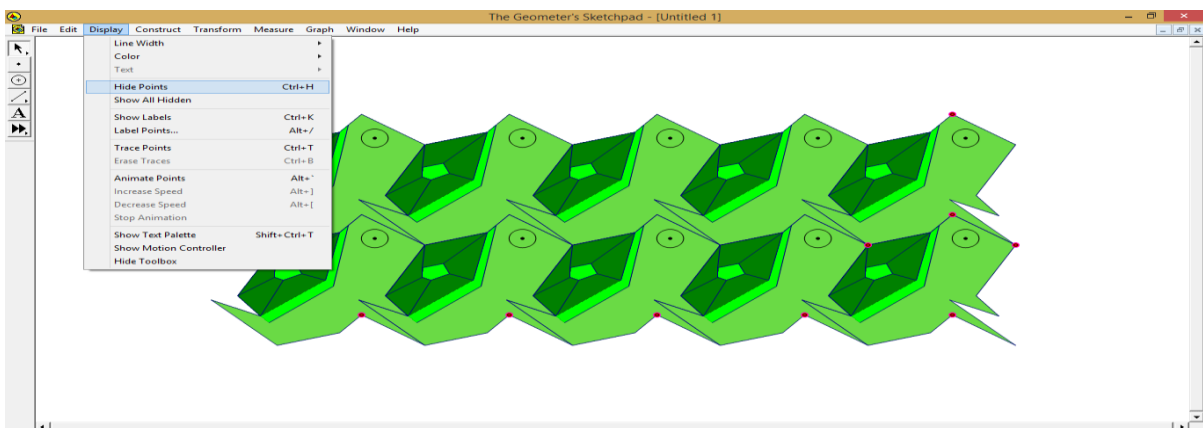 The Geometer's Sketchpad - [Untitled 1]
File Edit Display Construct Transform Measure Graph Window Help
Line Width
Color
Text
Hide Points Ctrl+H
Show All Hidden
Show Labels Ctrl+K
Label Points... Alt+/
Trace Points Ctrl+T
Erase Traces Ctrl+B
Animate Points Alt+`
Increase Speed Alt+]
Decrease Speed Alt+[
Stop Animation
Show Text Palette Shift+Ctrl+T
Show Motion Controller
Hide Toolbox
A